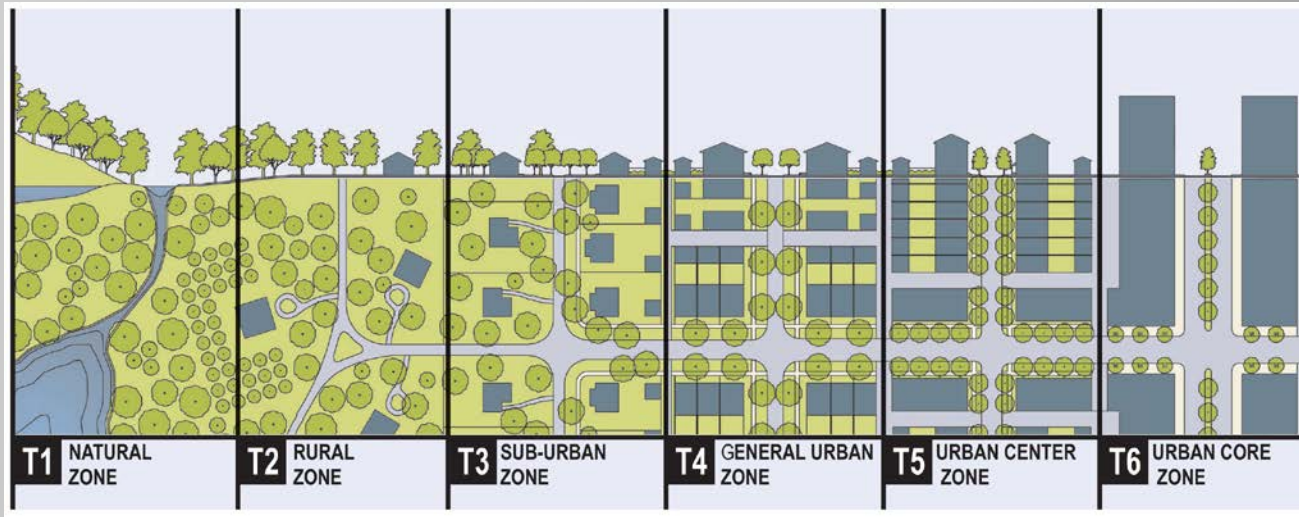 T1 NATURAL
ZONE
T2 RURAL
ZONE
T3 SUB-URBAN
ZONE
T4 GENERAL URBAN
ZONE
T5 URBAN CENTER
ZONE
T6 URBAN CORE
ZONE